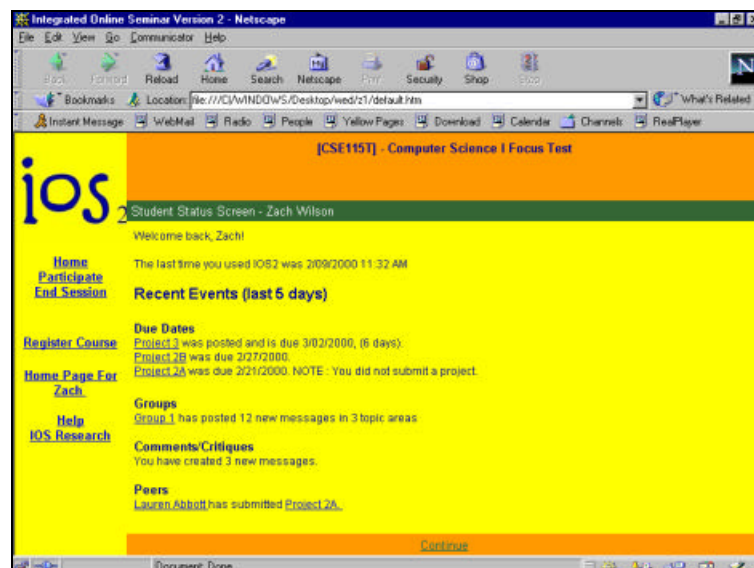 Integrated Online Seminar Version 2 - Netscape
File Edit View Go Communicator Help
Back Forward Reload Home Search Netscape Print Security Shop Stop
N
Bookmarks Location: file:///C|/WINDOWS/Desktop/wed/z1/default.htm What's Related
Instant Message WebMail Radio People Yellow Pages Download Calendar Channels RealPlayer
[CSE115T] - Computer Science I Focus Test
ios 2
Student Status Screen - Zach Wilson
Welcome back, Zach!
The last time you used IOS2 was 2/09/2000 11:32 AM
Home
Participate
End Session
Register Course
Home Page For
Zach
Help
IOS Research
Recent Events (last 5 days)
Due Dates
Project 3 was posted and is due 3/02/2000, (6 days).
Project 2B was due 2/27/2000.
Project 2A was due 2/21/2000. NOTE : You did not submit a project.
Groups
Group 1 has posted 12 new messages in 3 topic areas
Comments/Critiques
You have created 3 new messages.
Peers
Lauren Abbott has submitted Project 2A.
Continue
Document: Done